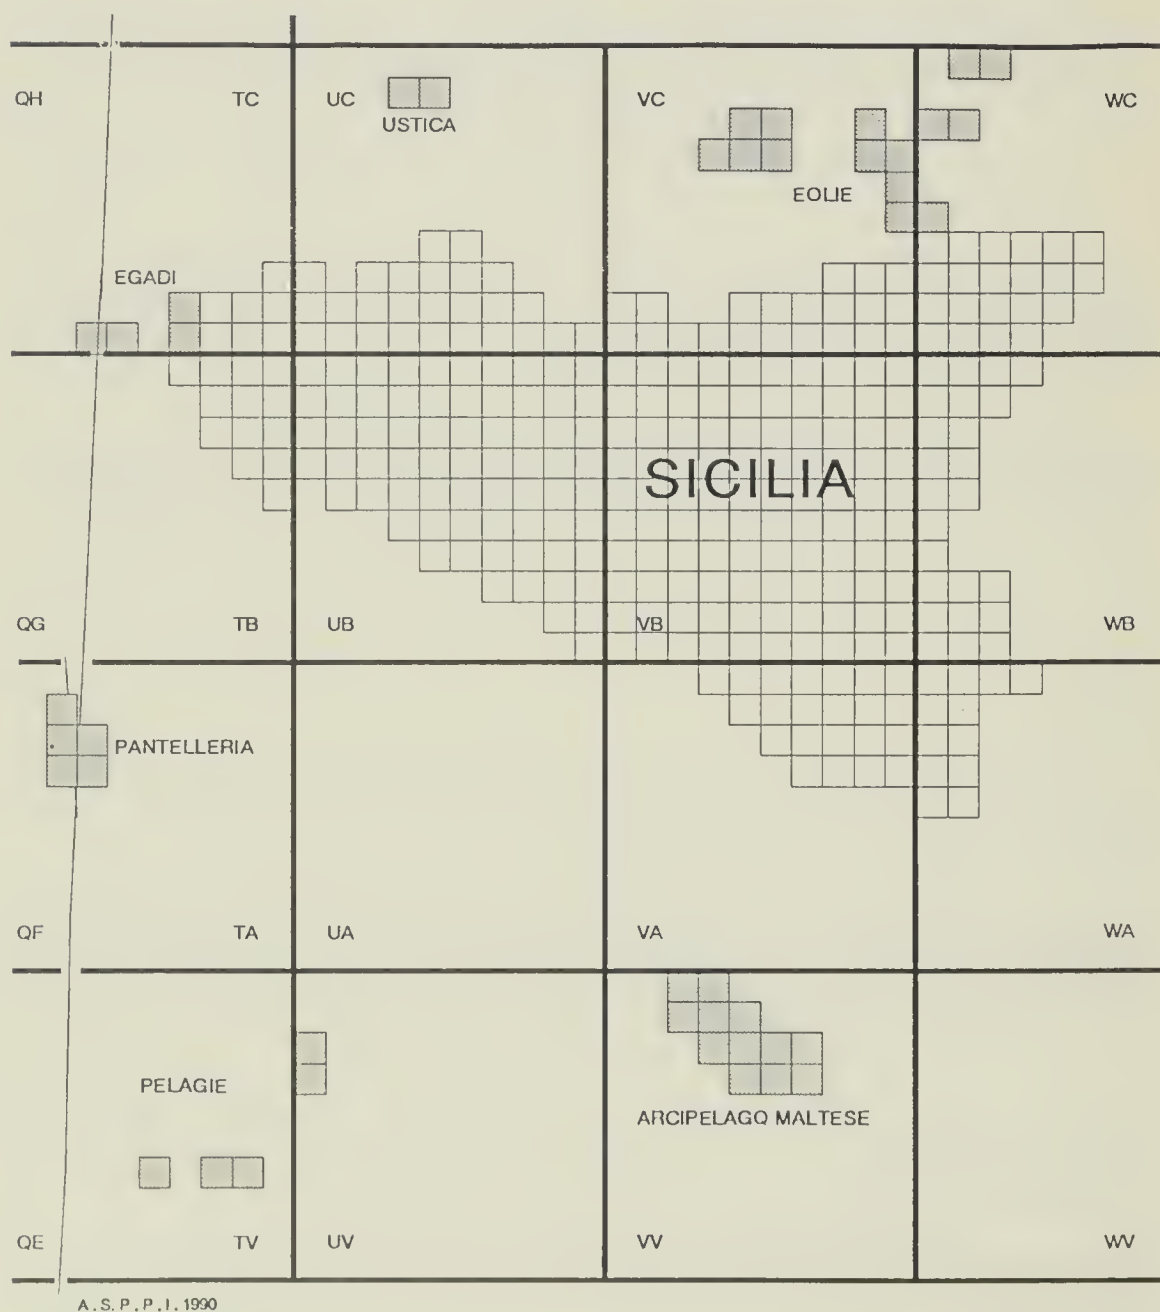 QH TC UC VC WC
USTICA
EOLIE
EGADI
SICILIA
QG TB UB VB WB
PANTELLERIA
QF TA UA VA WA
PELAGIE
ARCIPELAGO MALTESE
QE TV UV VV WV
A.S.P.P.I.1990